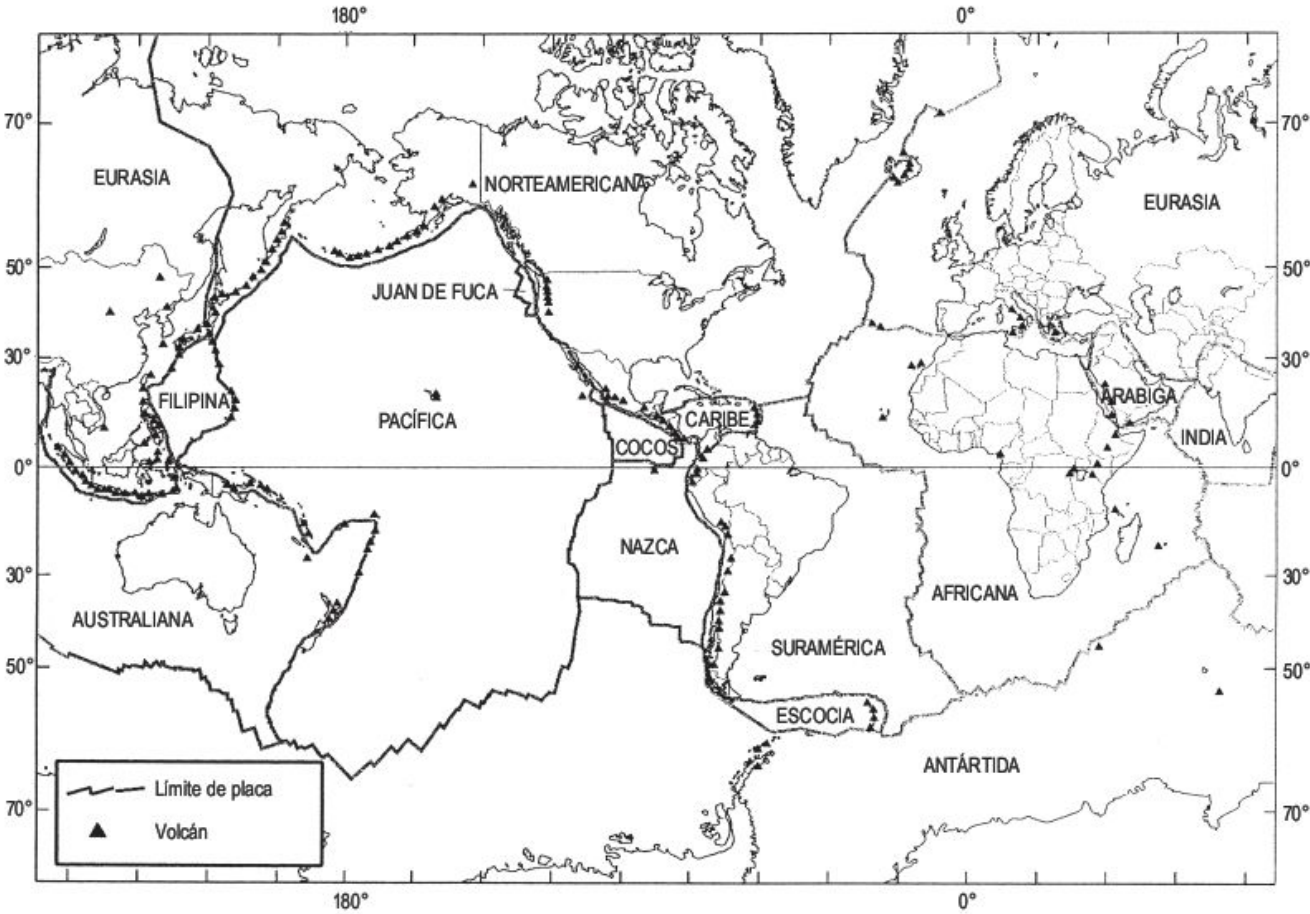 180°
0°
70°
70°
EURASIA
NORTEAMERICANA
EURASIA
50°
50°
JUAN DE FUCA
30°
30°
FILIPINA
PACÍFICA
CARIBE
ARÁBIGA
COCOS
INDIA
0°
0°
NAZCA
30°
30°
AUSTRALIANA
AFRICANA
SURAMÉRICA
50°
50°
ESCOCIA
ANTÁRTIDA
Límite de placa
Volcán
70°
70°
180°
0°